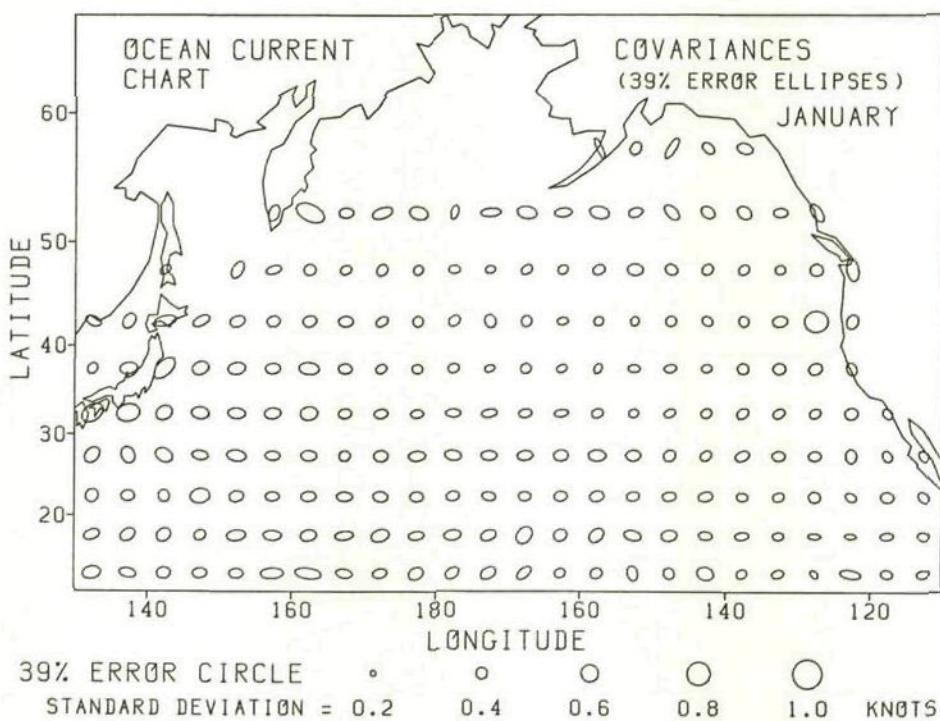 OCEAN CURRENT
CHART
COVARIANCES
(39% ERROR ELLIPSES)
JANUARY
60
50
40
30
20
LATITUDE
140
160
180
160
140
120
LONGITUDE
39% ERROR CIRCLE
STANDARD DEVIATION = 0.2 0.4 0.6 0.8 1.0 KNOTS